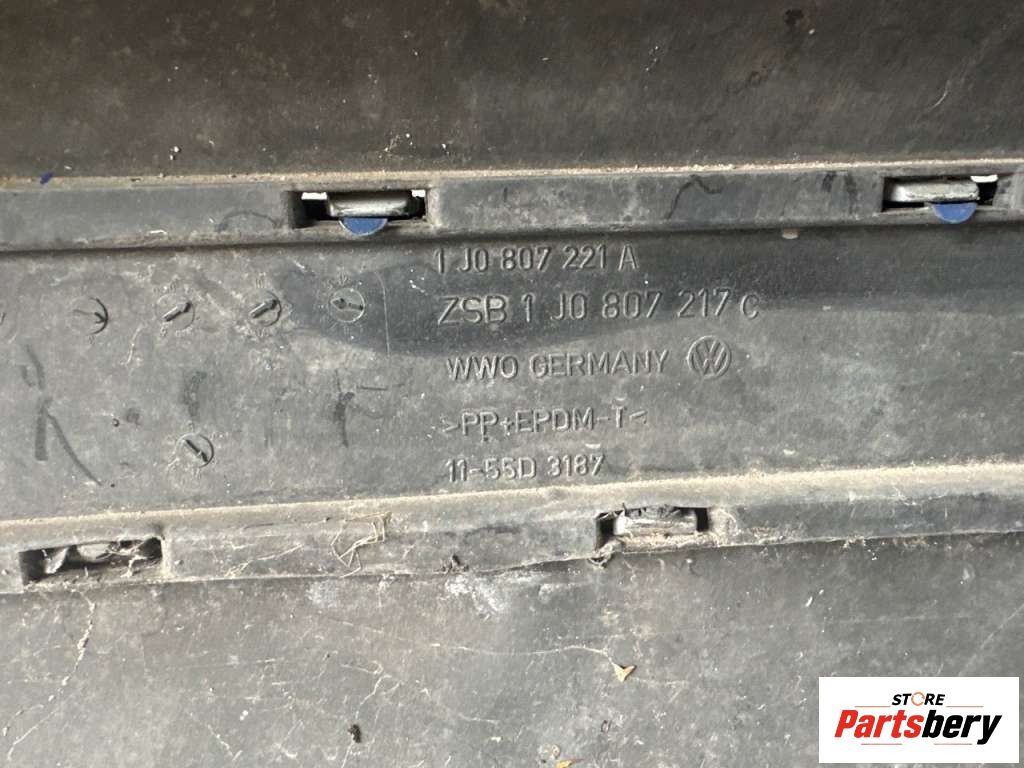 1 J0 807 221 A
ZSB 1 J0 807 217 C
WWO GERMANY
>PP+EPDM-T<
11-55D 3187
STORE
Partsbery